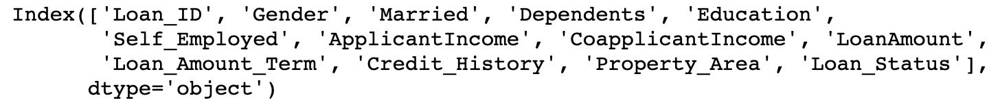 Index(['Loan_ID', 'Gender', 'Married', 'Dependents', 'Education',
'Self_Employed', 'ApplicantIncome', 'CoapplicantIncome', 'LoanAmount',
'Loan_Amount_Term', 'Credit_History', 'Property_Area', 'Loan_Status'],
dtype='object')